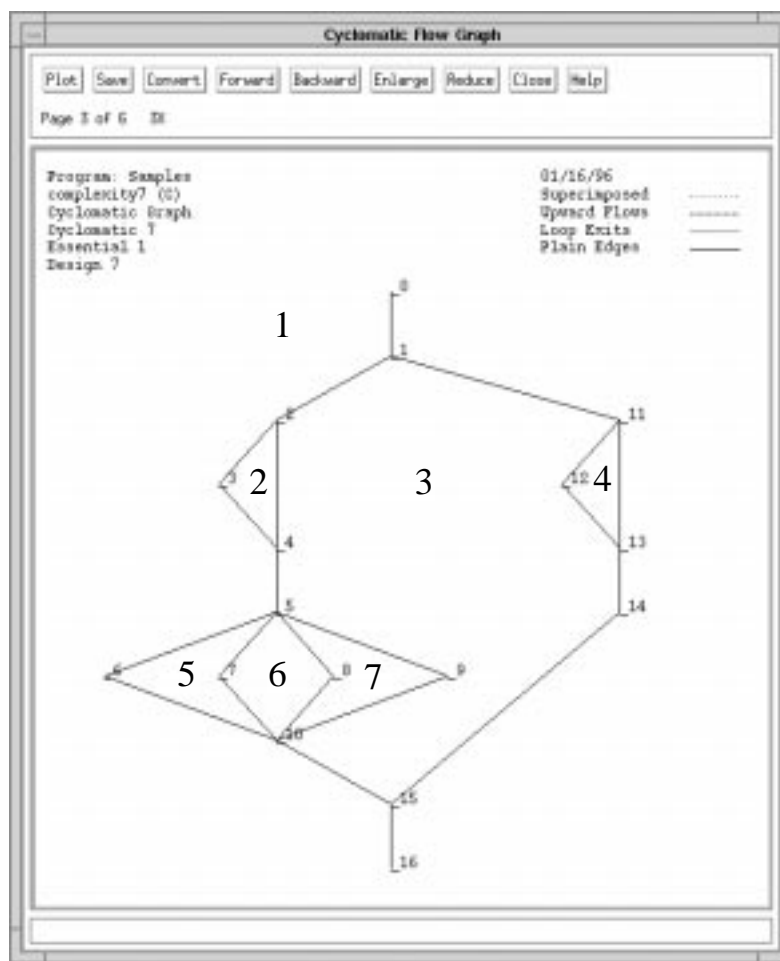 Cyclomatic Flow Graph
Plot Save Convert Forward Backward Enlarge Reduce Close Help
Page 3 of 6
Program: Samples
complexity7 (C)
Cyclomatic Graph
Cyclomatic 7
Essential 1
Design 7
01/16/96
Superimposed
Upward Flows
Loop Exits
Plain Edges
0
1
1
2
11
3
2
3
12
4
4
13
5
14
6
5
7
6
8
7
9
10
15
16